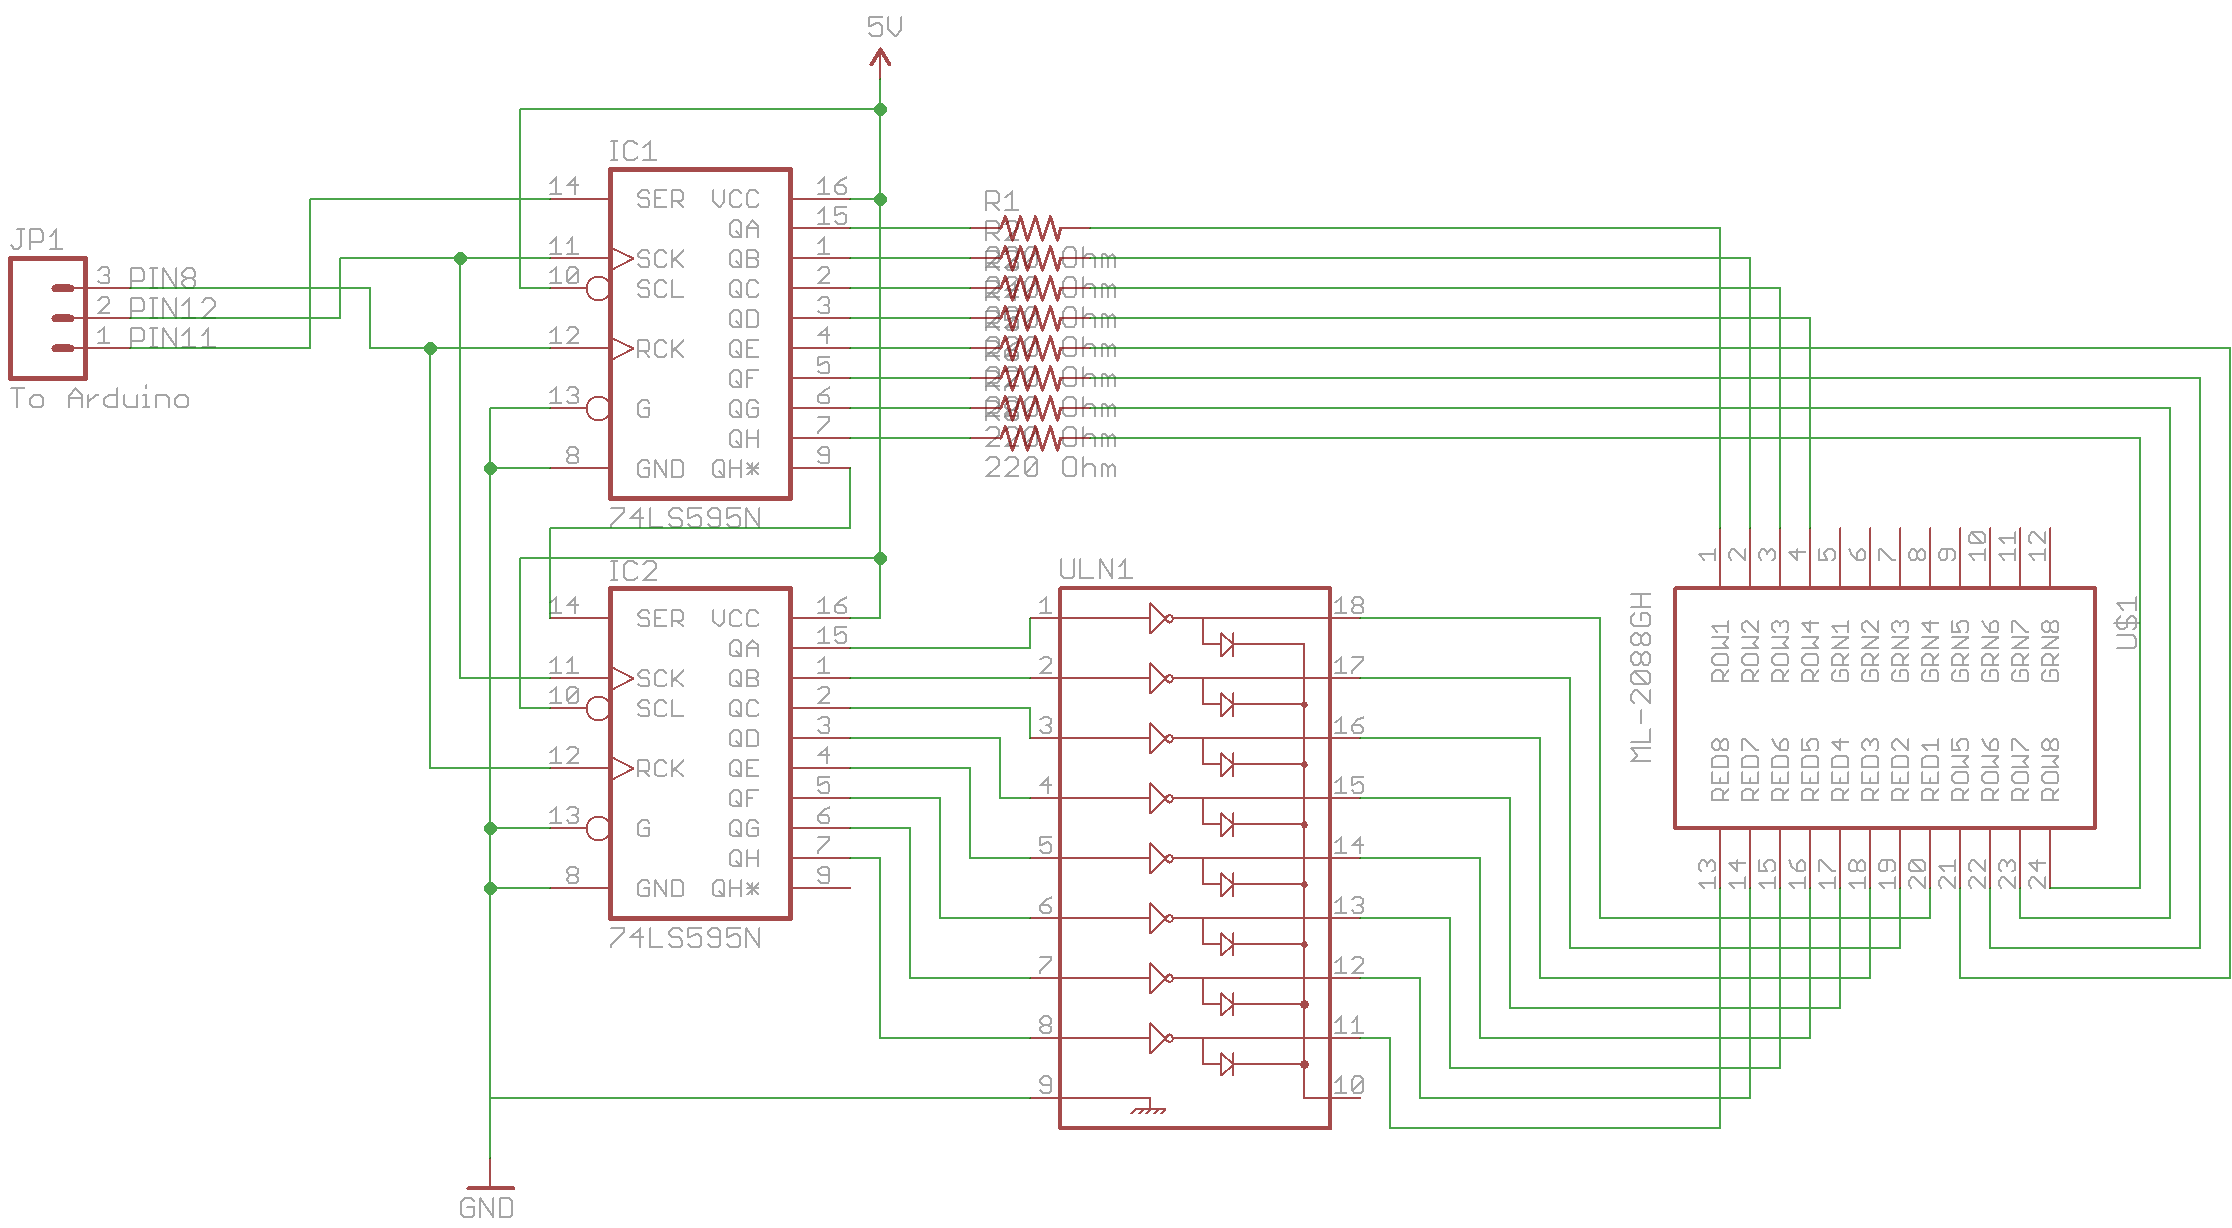 5V
IC1
14 SER VCC 16
QA 15
11 SCK QB 1
10 SCL QC 2
QD 3
12 RCK QE 4
QF 5
13 G QG 6
QH 7
8 GND QH* 9
74LS595N
JP1
3 PIN8
2 PIN12
1 PIN11
To Arduino
R1
Ohm
Ohm
Ohm
Ohm
Ohm
Ohm
Ohm
220 Ohm
IC2
14 SER VCC 16
QA 15
11 SCK QB 1
10 SCL QC 2
QD 3
12 RCK QE 4
QF 5
13 G QG 6
QH 7
8 GND QH* 9
74LS595N
ULN1
1 18
2 17
3 16
4 15
5 14
6 13
7 12
8 11
9 10
ML-2088GH
U$1
1 2 3 4 5 6 7 8 9 10 11 12
ROW1 ROW2 ROW3 ROW4 GRN1 GRN2 GRN3 GRN4 GRN5 GRN6 GRN7 GRN8
RED8 RED7 RED6 RED5 RED4 RED3 RED2 RED1 ROW5 ROW6 ROW7 ROW8
13 14 15 16 17 18 19 20 21 22 23 24
GND